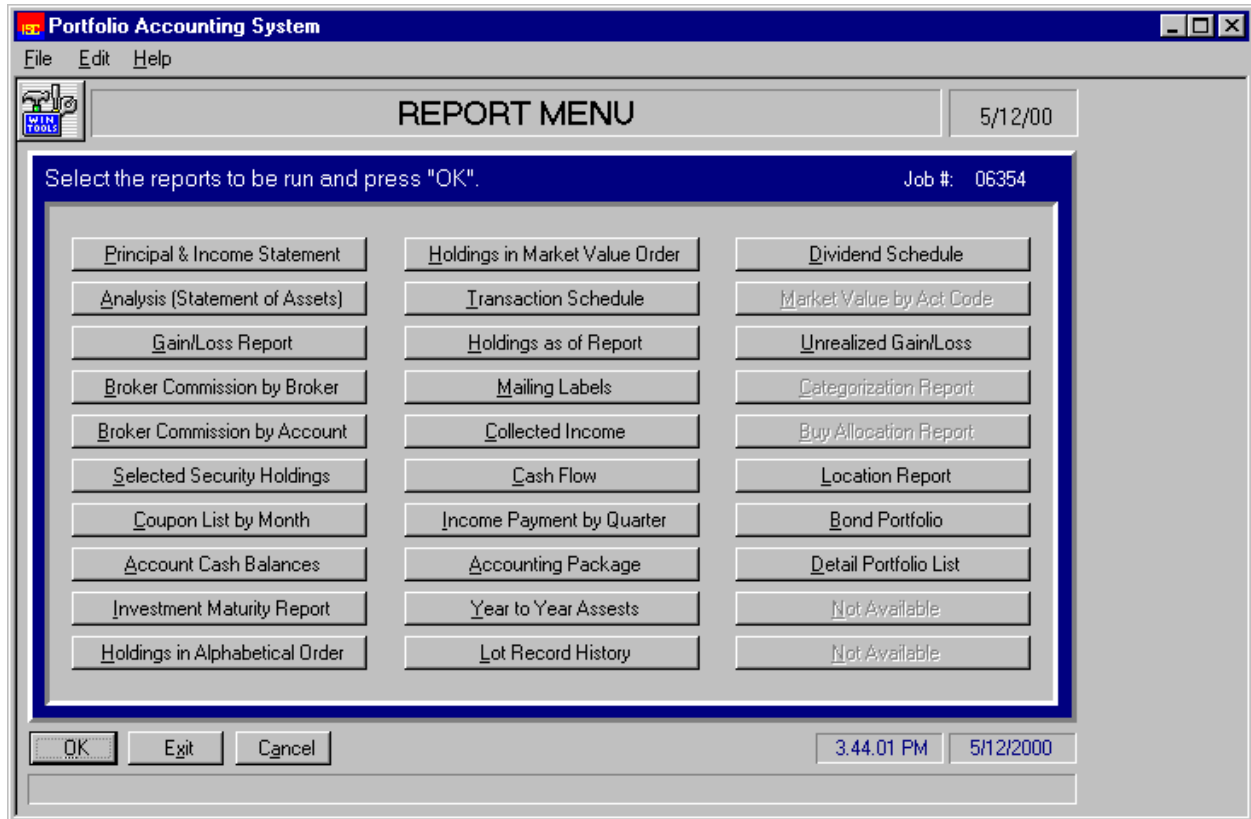 ISC Portfolio Accounting System
File Edit Help
WIN
TOOLS
REPORT MENU
5/12/00
Select the reports to be run and press "OK". Job #: 06354
Principal & Income Statement Holdings in Market Value Order Dividend Schedule
Analysis (Statement of Assets) Transaction Schedule Market Value by Act Code
Gain/Loss Report Holdings as of Report Unrealized Gain/Loss
Broker Commission by Broker Mailing Labels Categorization Report
Broker Commission by Account Collected Income Buy Allocation Report
Selected Security Holdings Cash Flow Location Report
Coupon List by Month Income Payment by Quarter Bond Portfolio
Account Cash Balances Accounting Package Detail Portfolio List
Investment Maturity Report Year to Year Assests Not Available
Holdings in Alphabetical Order Lot Record History Not Available
OK Exit Cancel 3.44.01 PM 5/12/2000